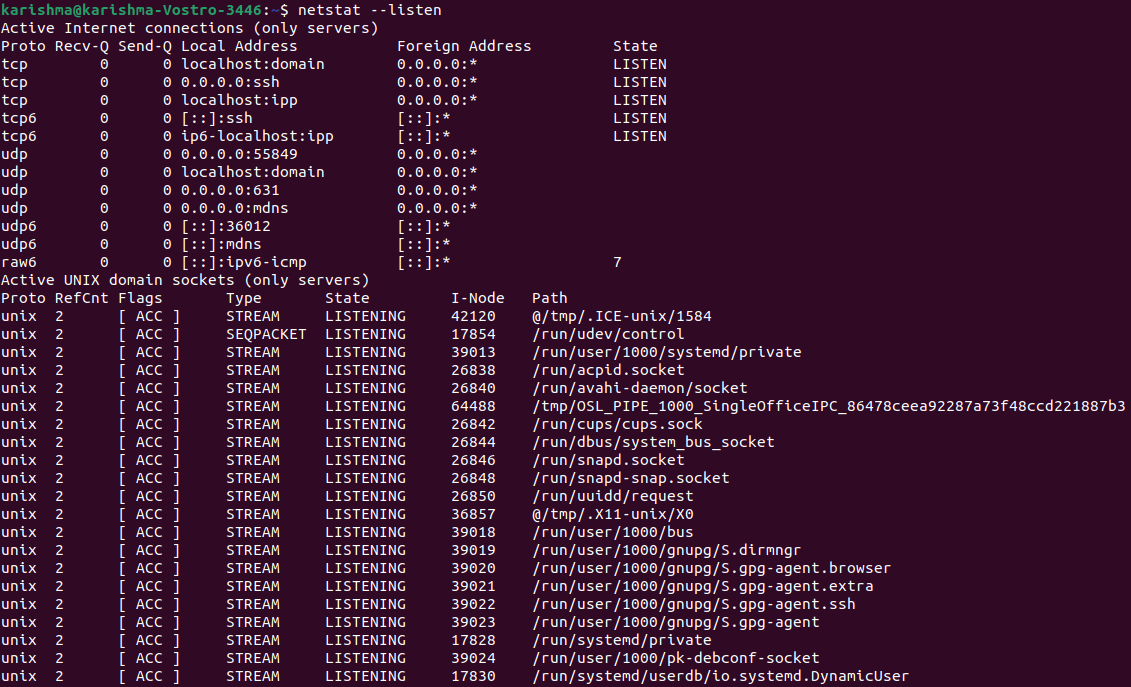 karishma@karishma-Vostro-3446:~$ netstat --listen
Active Internet connections (only servers)
Proto Recv-Q Send-Q Local Address           Foreign Address         State
tcp        0      0 localhost:domain        0.0.0.0:*               LISTEN
tcp        0      0 0.0.0.0:ssh             0.0.0.0:*               LISTEN
tcp        0      0 localhost:ipp           0.0.0.0:*               LISTEN
tcp6       0      0 [::]:ssh                [::]:*                  LISTEN
tcp6       0      0 ip6-localhost:ipp       [::]:*                  LISTEN
udp        0      0 0.0.0.0:55849           0.0.0.0:*
udp        0      0 localhost:domain        0.0.0.0:*
udp        0      0 0.0.0.0:631             0.0.0.0:*
udp        0      0 0.0.0.0:mdns            0.0.0.0:*
udp6       0      0 [::]:36012              [::]:*
udp6       0      0 [::]:mdns               [::]:*
raw6       0      0 [::]:ipv6-icmp          [::]:*                  7
Active UNIX domain sockets (only servers)
Proto RefCnt Flags       Type       State         I-Node   Path
unix  2      [ ACC ]     STREAM     LISTENING     42120    @/tmp/.ICE-unix/1584
unix  2      [ ACC ]     SEQPACKET  LISTENING     17854    /run/udev/control
unix  2      [ ACC ]     STREAM     LISTENING     39013    /run/user/1000/systemd/private
unix  2      [ ACC ]     STREAM     LISTENING     26838    /run/acpid.socket
unix  2      [ ACC ]     STREAM     LISTENING     26840    /run/avahi-daemon/socket
unix  2      [ ACC ]     STREAM     LISTENING     64488    /tmp/OSL_PIPE_1000_SingleOfficeIPC_86478ceea92287a73f48ccd221887b3
unix  2      [ ACC ]     STREAM     LISTENING     26842    /run/cups/cups.sock
unix  2      [ ACC ]     STREAM     LISTENING     26844    /run/dbus/system_bus_socket
unix  2      [ ACC ]     STREAM     LISTENING     26846    /run/snapd.socket
unix  2      [ ACC ]     STREAM     LISTENING     26848    /run/snapd-snap.socket
unix  2      [ ACC ]     STREAM     LISTENING     26850    /run/uuidd/request
unix  2      [ ACC ]     STREAM     LISTENING     36857    @/tmp/.X11-unix/X0
unix  2      [ ACC ]     STREAM     LISTENING     39018    /run/user/1000/bus
unix  2      [ ACC ]     STREAM     LISTENING     39019    /run/user/1000/gnupg/S.dirmngr
unix  2      [ ACC ]     STREAM     LISTENING     39020    /run/user/1000/gnupg/S.gpg-agent.browser
unix  2      [ ACC ]     STREAM     LISTENING     39021    /run/user/1000/gnupg/S.gpg-agent.extra
unix  2      [ ACC ]     STREAM     LISTENING     39022    /run/user/1000/gnupg/S.gpg-agent.ssh
unix  2      [ ACC ]     STREAM     LISTENING     39023    /run/user/1000/gnupg/S.gpg-agent
unix  2      [ ACC ]     STREAM     LISTENING     17828    /run/systemd/private
unix  2      [ ACC ]     STREAM     LISTENING     39024    /run/user/1000/pk-debconf-socket
unix  2      [ ACC ]     STREAM     LISTENING     17830    /run/systemd/userdb/io.systemd.DynamicUser